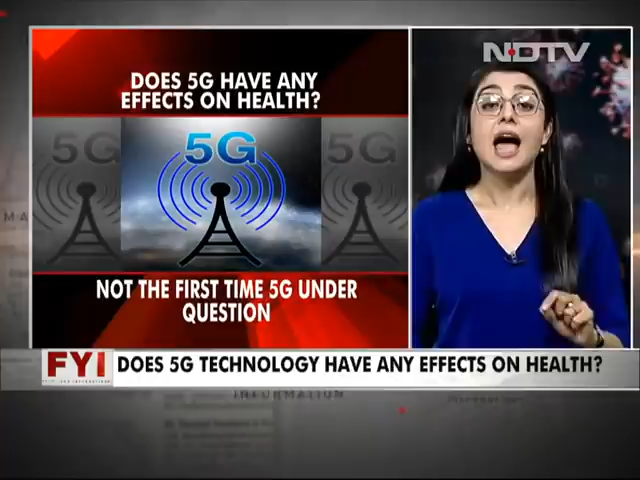 DOES 5G HAVE ANY
EFFECTS ON HEALTH?
NDTV
5G
5G
5G
NOT THE FIRST TIME 5G UNDER
QUESTION
FYI
DOES 5G TECHNOLOGY HAVE ANY EFFECTS ON HEALTH?
INFORMATION